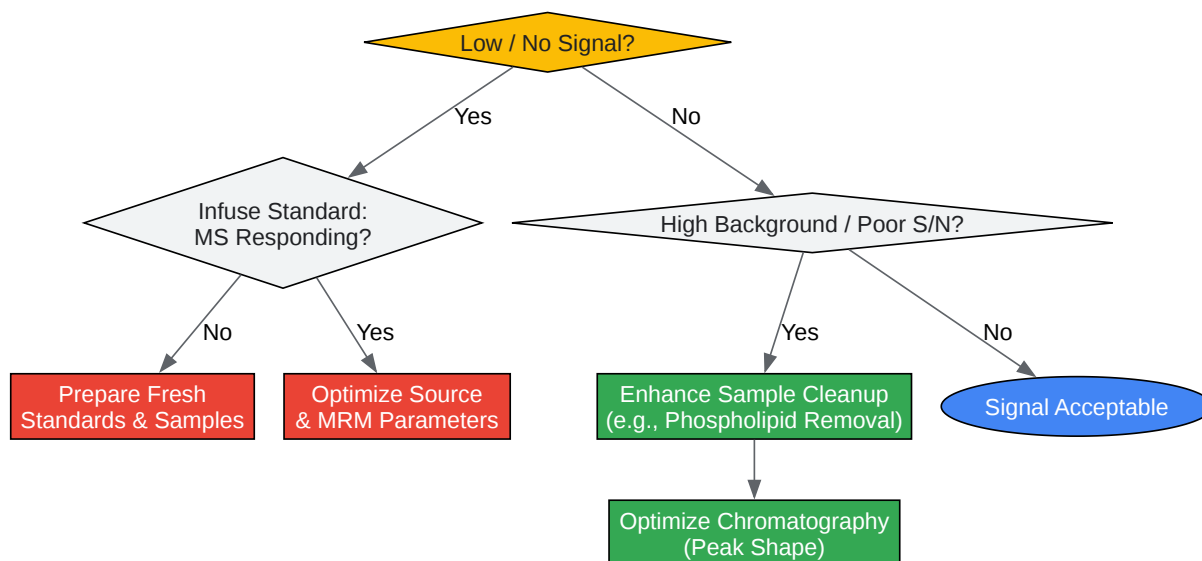 Low / No Signal?
Yes
No
Infuse Standard:
MS Responding?
High Background / Poor S/N?
No
Yes
Yes
No
Prepare Fresh
Standards & Samples
Optimize Source
& MRM Parameters
Enhance Sample Cleanup
(e.g., Phospholipid Removal)
Signal Acceptable
Optimize Chromatography
(Peak Shape)